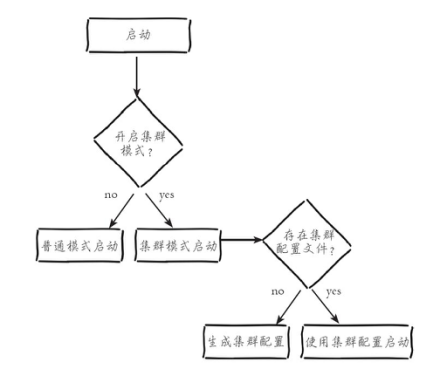 启动
开启集群
模式？
no
yes
普通模式启动
集群模式启动
存在集群
配置文件？
no
yes
生成集群配置
使用集群配置启动